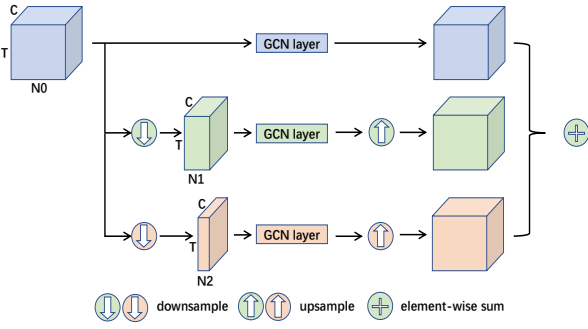 C
T
N0
GCN layer
C
T
N1
GCN layer
C
T
N2
GCN layer
downsample
upsample
element-wise sum